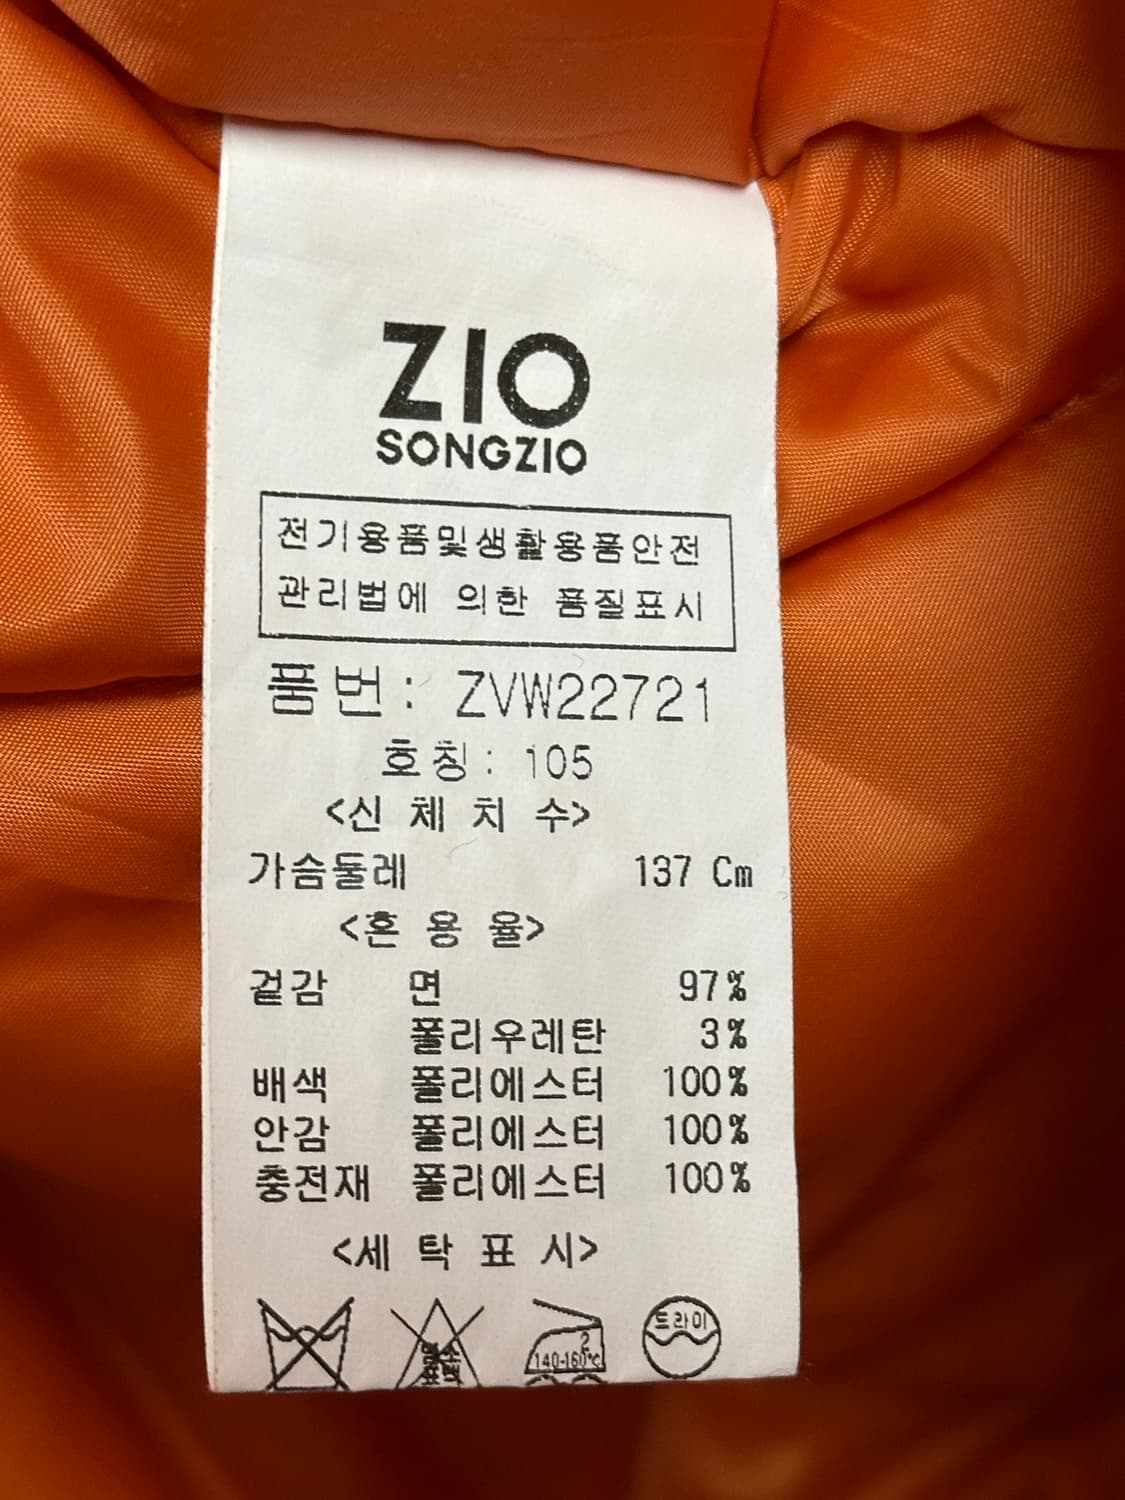 ZIO
SONGZIO
전기용품및생활용품안전
관리법에 의한 품질표시
품번: ZVW22721
호칭: 105
<신 체 치 수>
가슴둘레 137 Cm
<혼 용 율>
겉감 면 97%
폴리우레탄 3%
배색 폴리에스터 100%
안감 폴리에스터 100%
충전재 폴리에스터 100%
<세 탁 표 시>
2 드라이
140-160℃